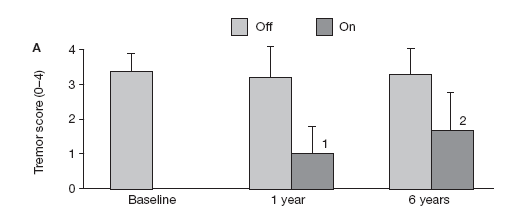 Off On
A
Tremor score (0–4)
4
3
2
1
0
1
2
Baseline 1 year 6 years